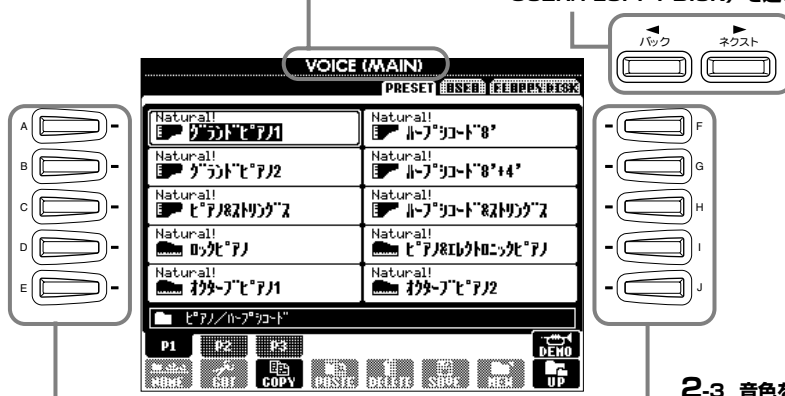 バック ネクスト
VOICE (MAIN)
PRESET USER FLOPPY DISK
A
Natural!
グランドピアノ1
Natural!
ハープシコード8'
F
B
Natural!
グランドピアノ2
Natural!
ハープシコード8'+4'
G
C
Natural!
ピアノ&ストリングス
Natural!
ハープシコード&ストリングス
H
D
Natural!
ロックピアノ
Natural!
ピアノ&エレクトロニックピアノ
I
E
Natural!
オクターブピアノ1
Natural!
オクターブピアノ2
J
ピアノ/ハープシコード
P1 P2 P3 DEMO
NAME CUT COPY PASTE DELETE SAVE NEW UP
2-3 音色を